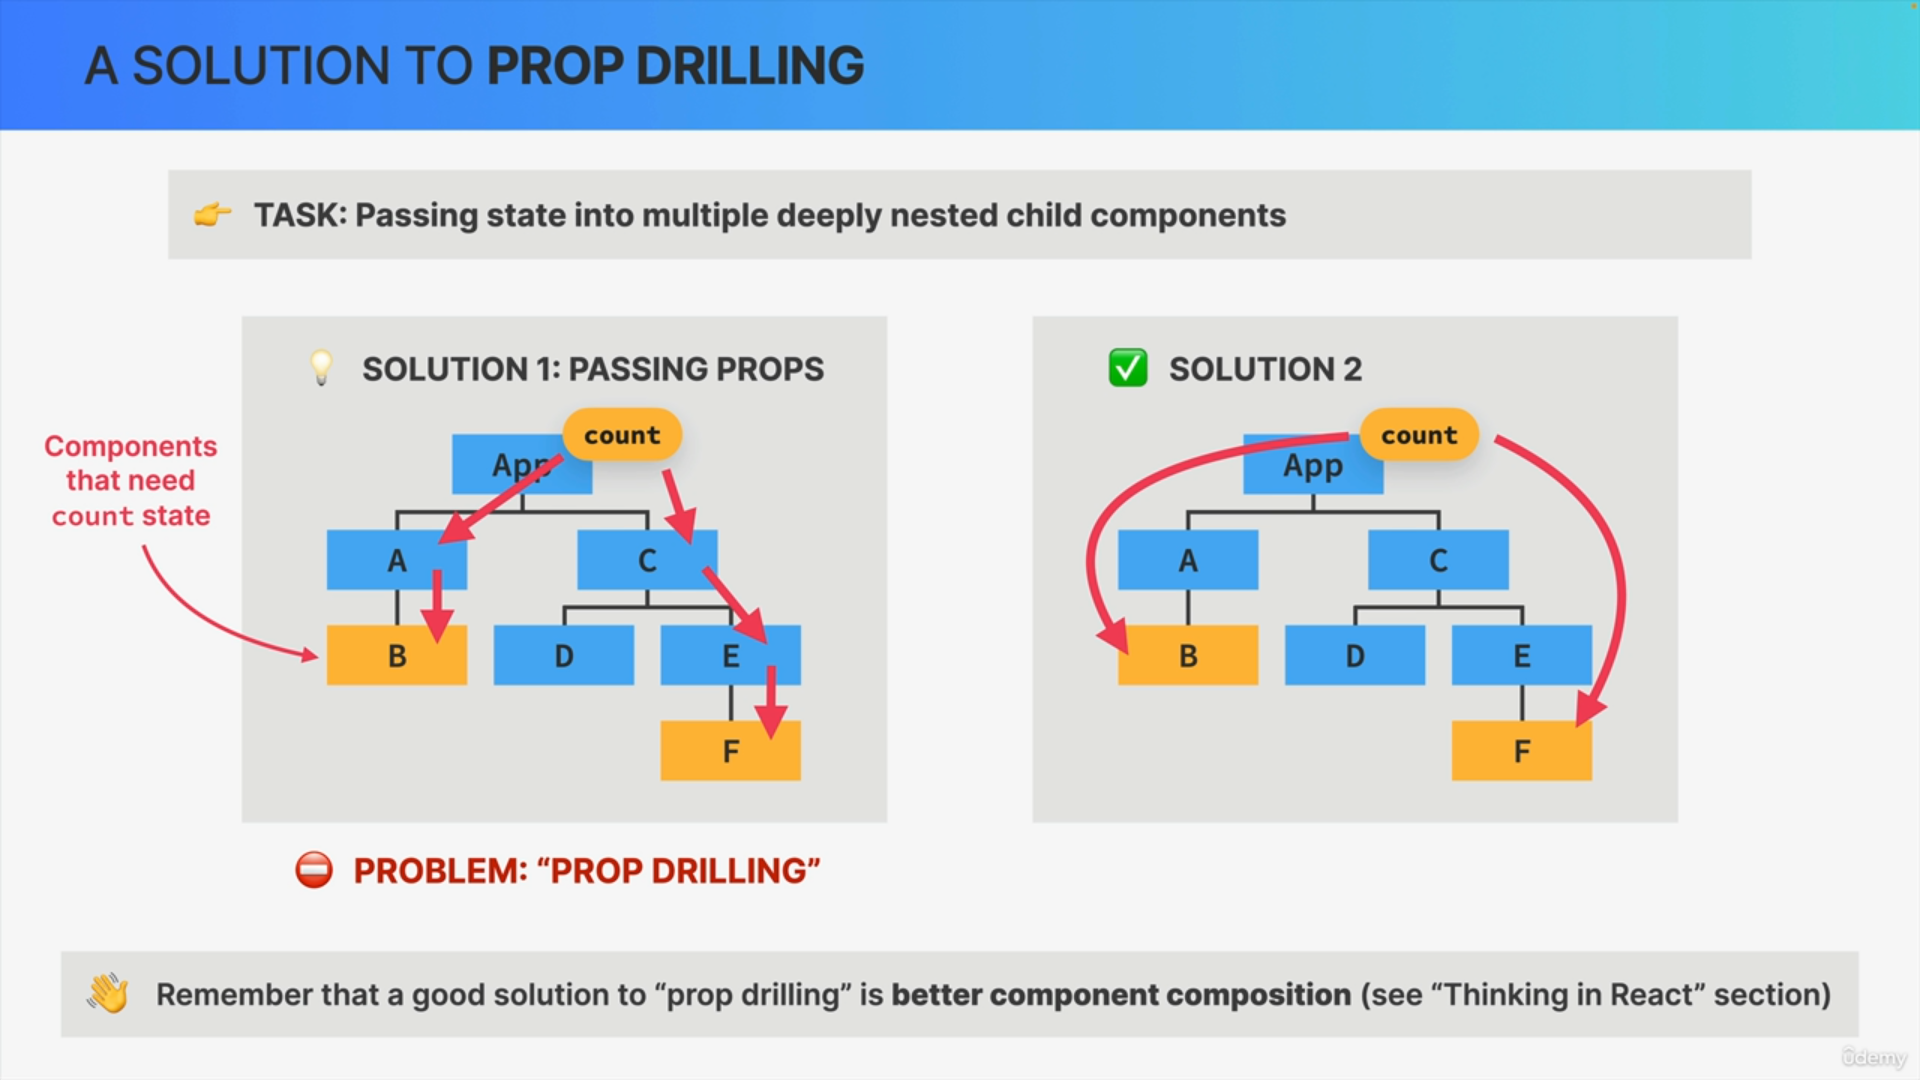 A SOLUTION TO PROP DRILLING
👉 TASK: Passing state into multiple deeply nested child components
💡 SOLUTION 1: PASSING PROPS
count
App
A
C
B
D
E
F
Components
that need
count state
⛔ PROBLEM: “PROP DRILLING”
✅ SOLUTION 2
count
App
A
C
B
D
E
F
👋 Remember that a good solution to “prop drilling” is better component composition (see “Thinking in React” section)
ûdemy